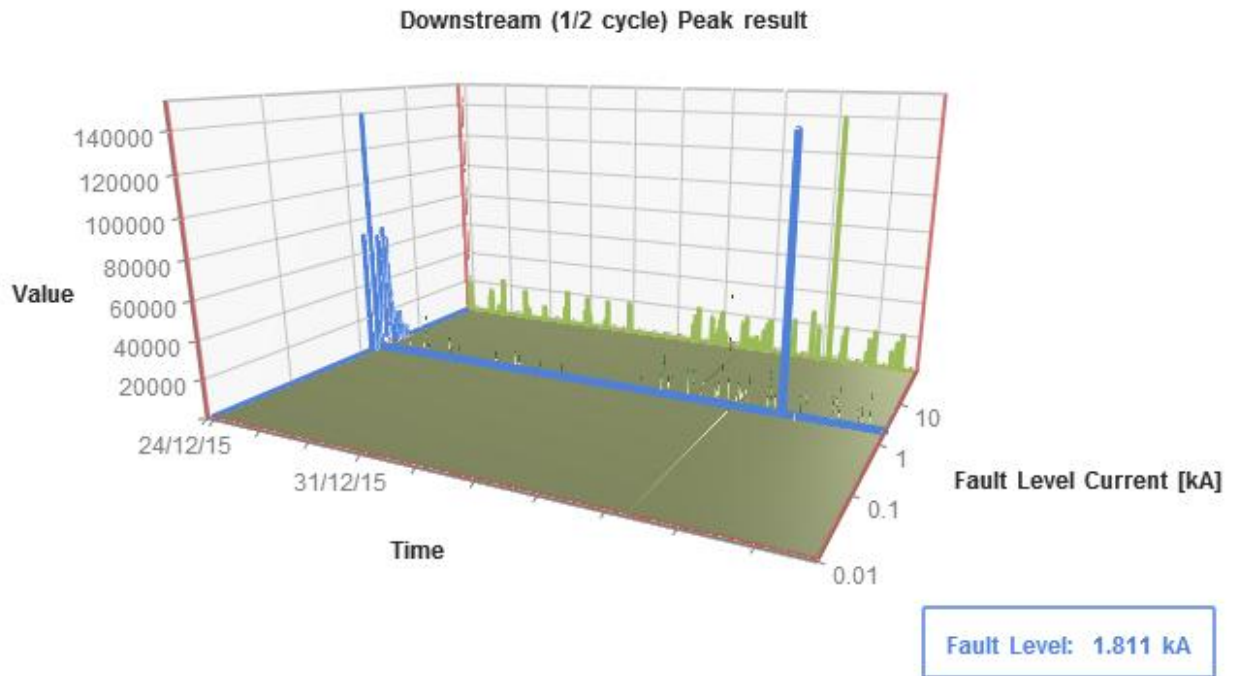 Downstream (1/2 cycle) Peak result
140000
120000
100000
80000
Value
60000
40000
20000
24/12/15
31/12/15
Time
10
1
Fault Level Current [kA]
0.1
0.01
Fault Level: 1.811 kA